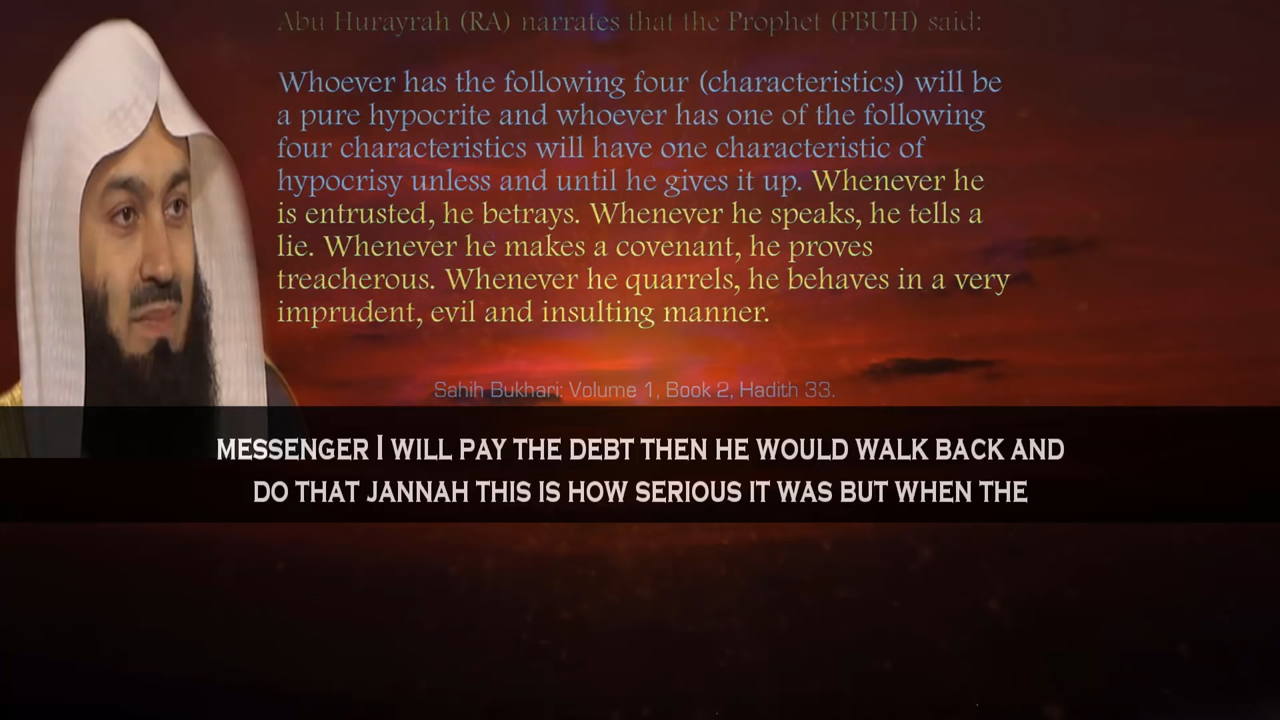 Abu Hurayrah (RA) narrates that the Prophet (PBUH) said:
Whoever has the following four (characteristics) will be
a pure hypocrite and whoever has one of the following
four characteristics will have one characteristic of
hypocrisy unless and until he gives it up. Whenever he
is entrusted, he betrays. Whenever he speaks, he tells a
lie. Whenever he makes a covenant, he proves
treacherous. Whenever he quarrels, he behaves in a very
imprudent, evil and insulting manner.
Sahih Bukhari: Volume 1, Book 2, Hadith 33.
MESSENGER I WILL PAY THE DEBT THEN HE WOULD WALK BACK AND
DO THAT JANNAH THIS IS HOW SERIOUS IT WAS BUT WHEN THE